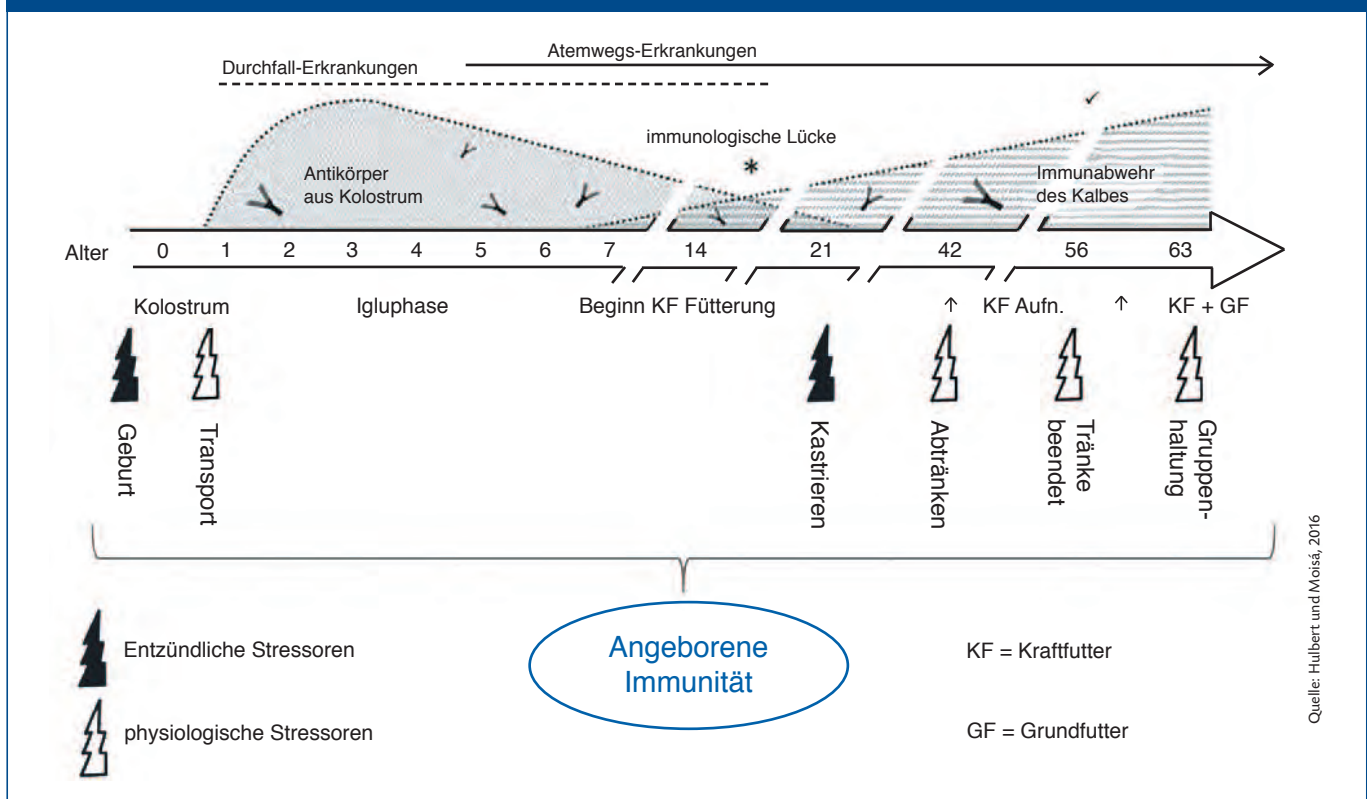 Atemwegs-Erkrankungen
Durchfall-Erkrankungen
immunologische Lücke
*
Antikörper
aus Kolostrum
Immunabwehr
des Kalbes
Alter 0 1 2 3 4 5 6 7 14 21 42 56 63
Kolostrum Igluphase Beginn KF Fütterung ↑ KF Aufn. ↑ KF + GF
Geburt
Transport
Kastrieren
Abtränken
Tränke
beendet
Gruppen-
haltung
Angeborene
Immunität
Entzündliche Stressoren
physiologische Stressoren
KF = Kraftfutter
GF = Grundfutter
Quelle: Hulbert und Moisá, 2016